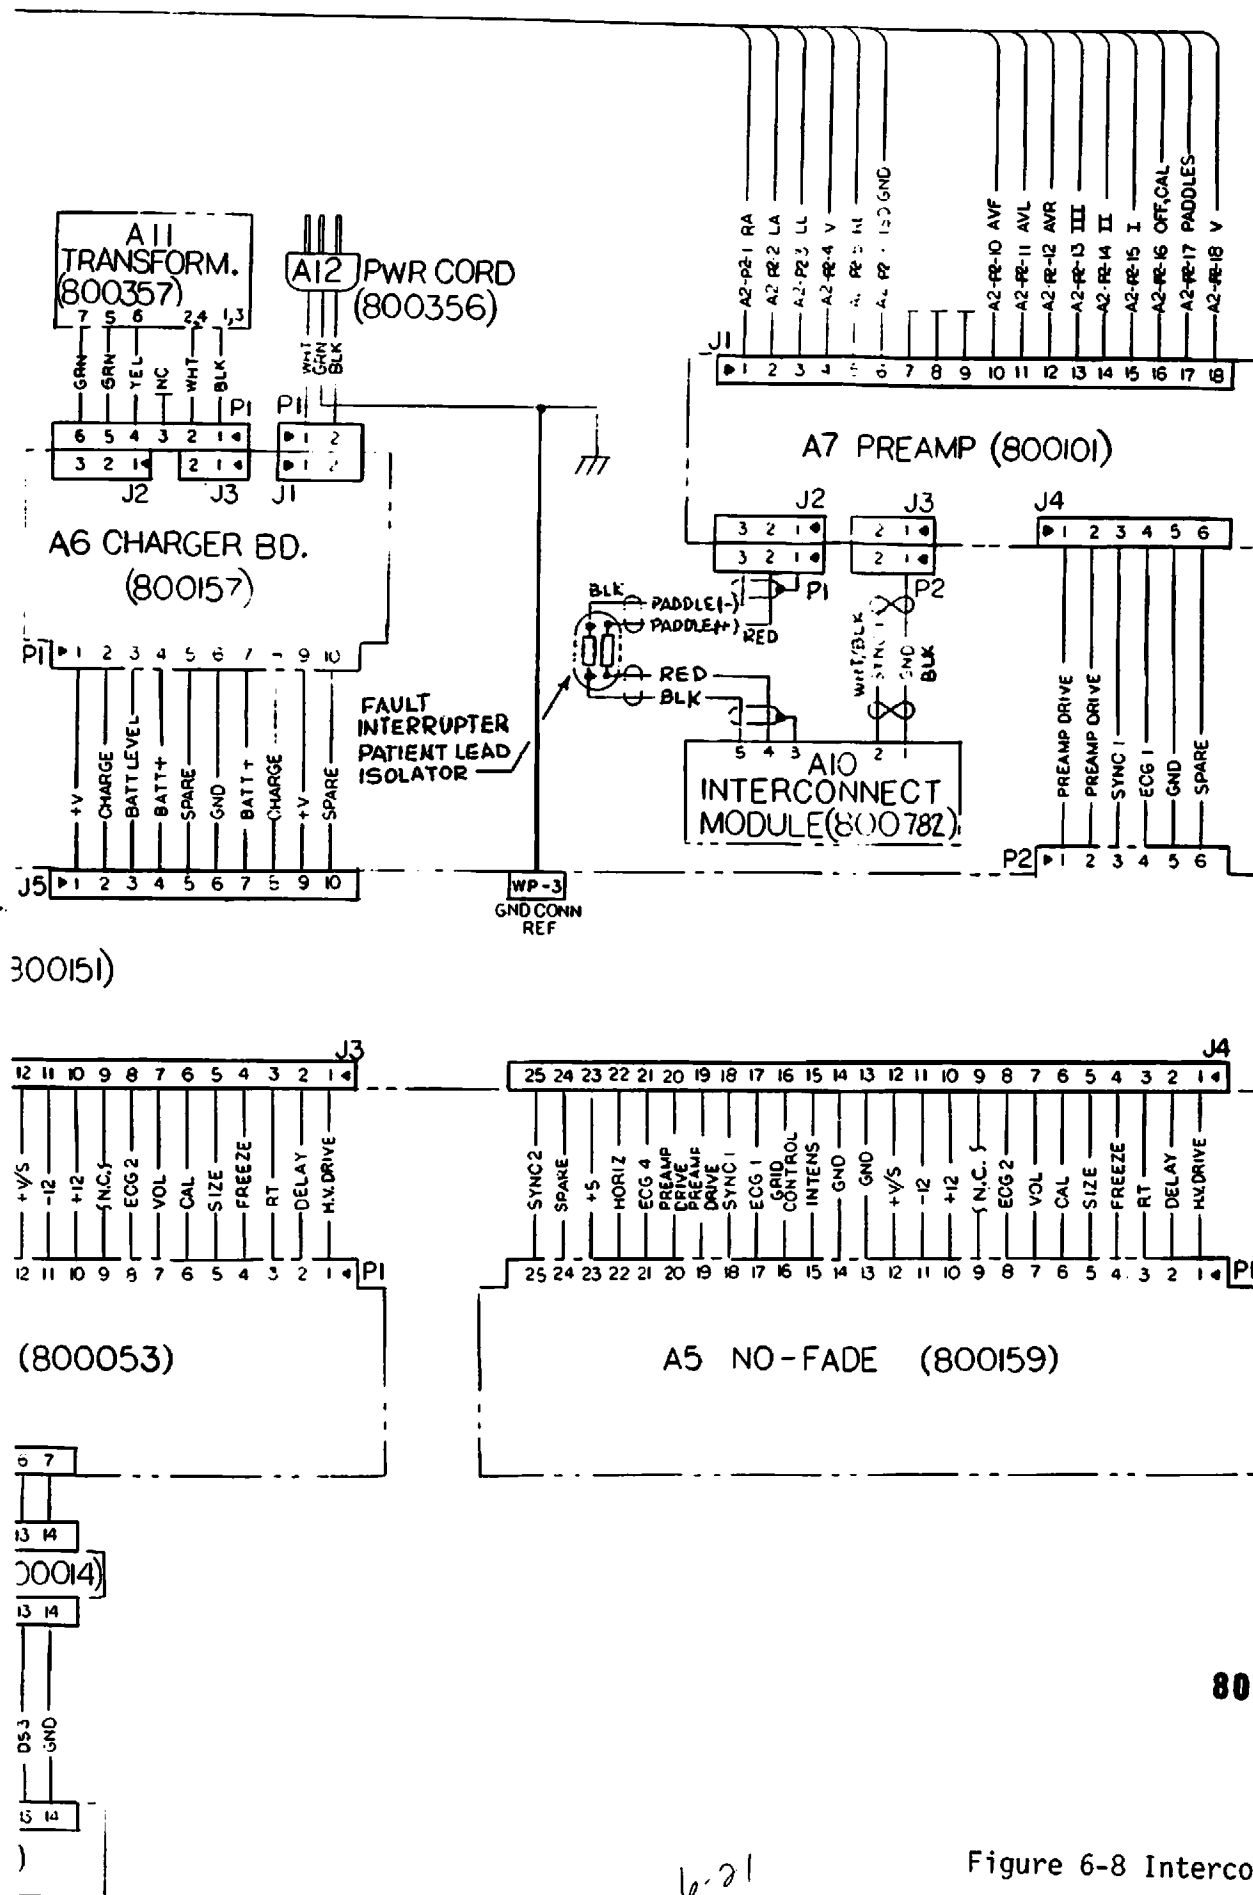 A2-P2-1 RA
A2-P2-2 LA
A2-P2-3 LL
A2-P2-4 V
A2-P2-10 AVF
A2-P2-11 AVL
A2-P2-12 AVR
A2-P2-13 III
A2-P2-14 II
A2-P2-15 I
A2-P2-16 OFF,CAL
A2-P2-17 PADDLES
A2-P2-18 V
A11
TRANSFORM.
(800357)
7 5 6 2,4 1,3
GRN GRN YEL NC WHT BLK
A12 PWR CORD
(800356)
WHT GRN BLK
P1 P1
6 5 4 3 2 1 1 2
3 2 1 2 1 1 2
J2 J3 J1
J1
1 2 3 4 5 6 7 8 9 10 11 12 13 14 15 16 17 18
A7 PREAMP (800101)
A6 CHARGER BD.
(800157)
J2 J3 J4
3 2 1 2 1 1 2 3 4 5 6
3 2 1 2 1
P1 P2
BLK PADDLE(-)
PADDLE(+) RED
RED
BLK
WHT/BLK SYNC 1 GND BLK
FAULT
INTERRUPTER
PATIENT LEAD
ISOLATOR
5 4 3 2 1
A10
INTERCONNECT
MODULE(800782)
P1 1 2 3 4 5 6 7 9 10
+V CHARGE BATT LEVEL BATT+ SPARE GND BATT+ CHARGE +V SPARE
J5 1 2 3 4 5 6 7 8 9 10
WP-3
GND CONN
REF
PREAMP DRIVE PREAMP DRIVE SYNC 1 ECG 1 GND SPARE
P2 1 2 3 4 5 6
800151)
J3
12 11 10 9 8 7 6 5 4 3 2 1
+V/S -12 +12 N.C. ECG 2 VOL CAL SIZE FREEZE RT DELAY H.V.DRIVE
12 11 10 9 8 7 6 5 4 3 2 1 P1
(800053)
J4
25 24 23 22 21 20 19 18 17 16 15 14 13 12 11 10 9 8 7 6 5 4 3 2 1
SYNC2 SPARE +5 HORIZ ECG 4 PREAMP DRIVE PREAMP DRIVE SYNC 1 ECG 1 GRID CONTROL INTENS GND GND +V/S -12 +12 N.C. ECG2 VOL CAL SIZE FREEZE RT DELAY H.V.DRIVE
25 24 23 22 21 20 19 18 17 16 15 14 13 12 11 10 9 8 7 6 5 4 3 2 1 P1
A5 NO-FADE (800159)
6 7
13 14
00014)
13 14
DS3 GND
15 14
)
80
6-21
Figure 6-8 Interco